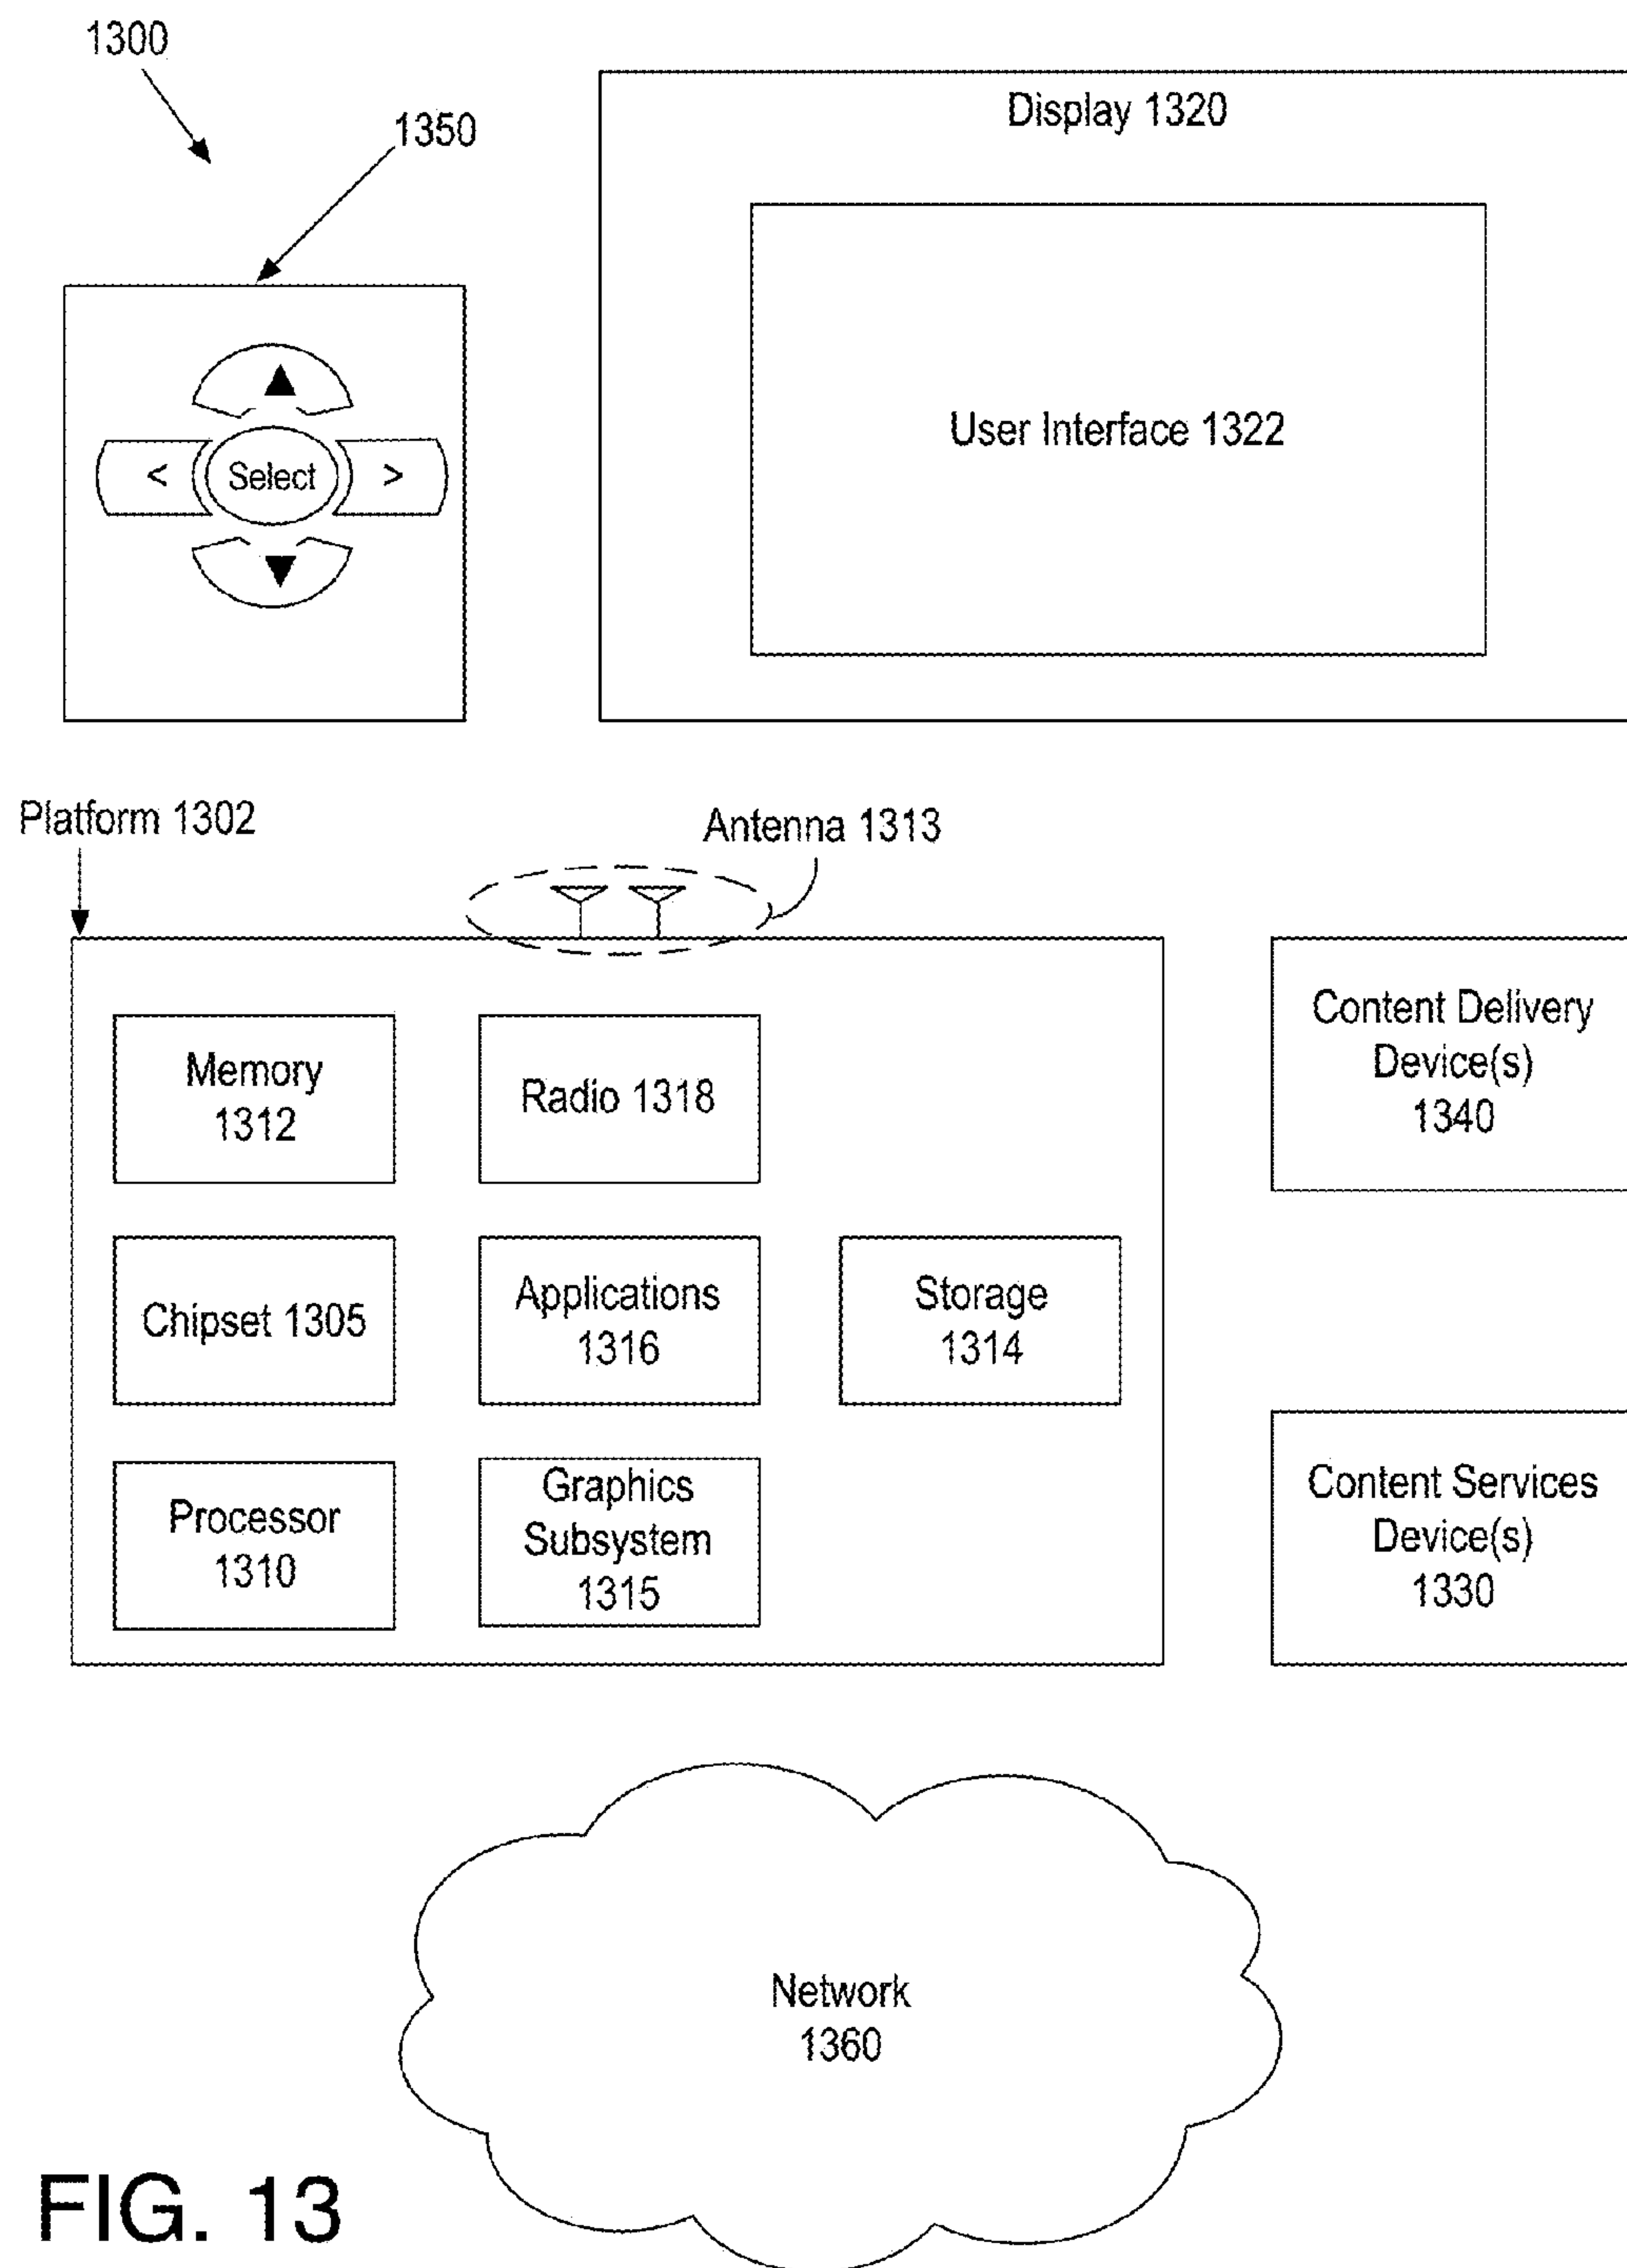 1300
1350
Display 1320
User Interface 1322
<
Select
>
Platform 1302
Antenna 1313
Memory
1312
Radio 1318
Content Delivery
Device(s)
1340
Chipset 1305
Applications
1316
Storage
1314
Processor
1310
Graphics
Subsystem
1315
Content Services
Device(s)
1330
Network
1360
FIG. 13